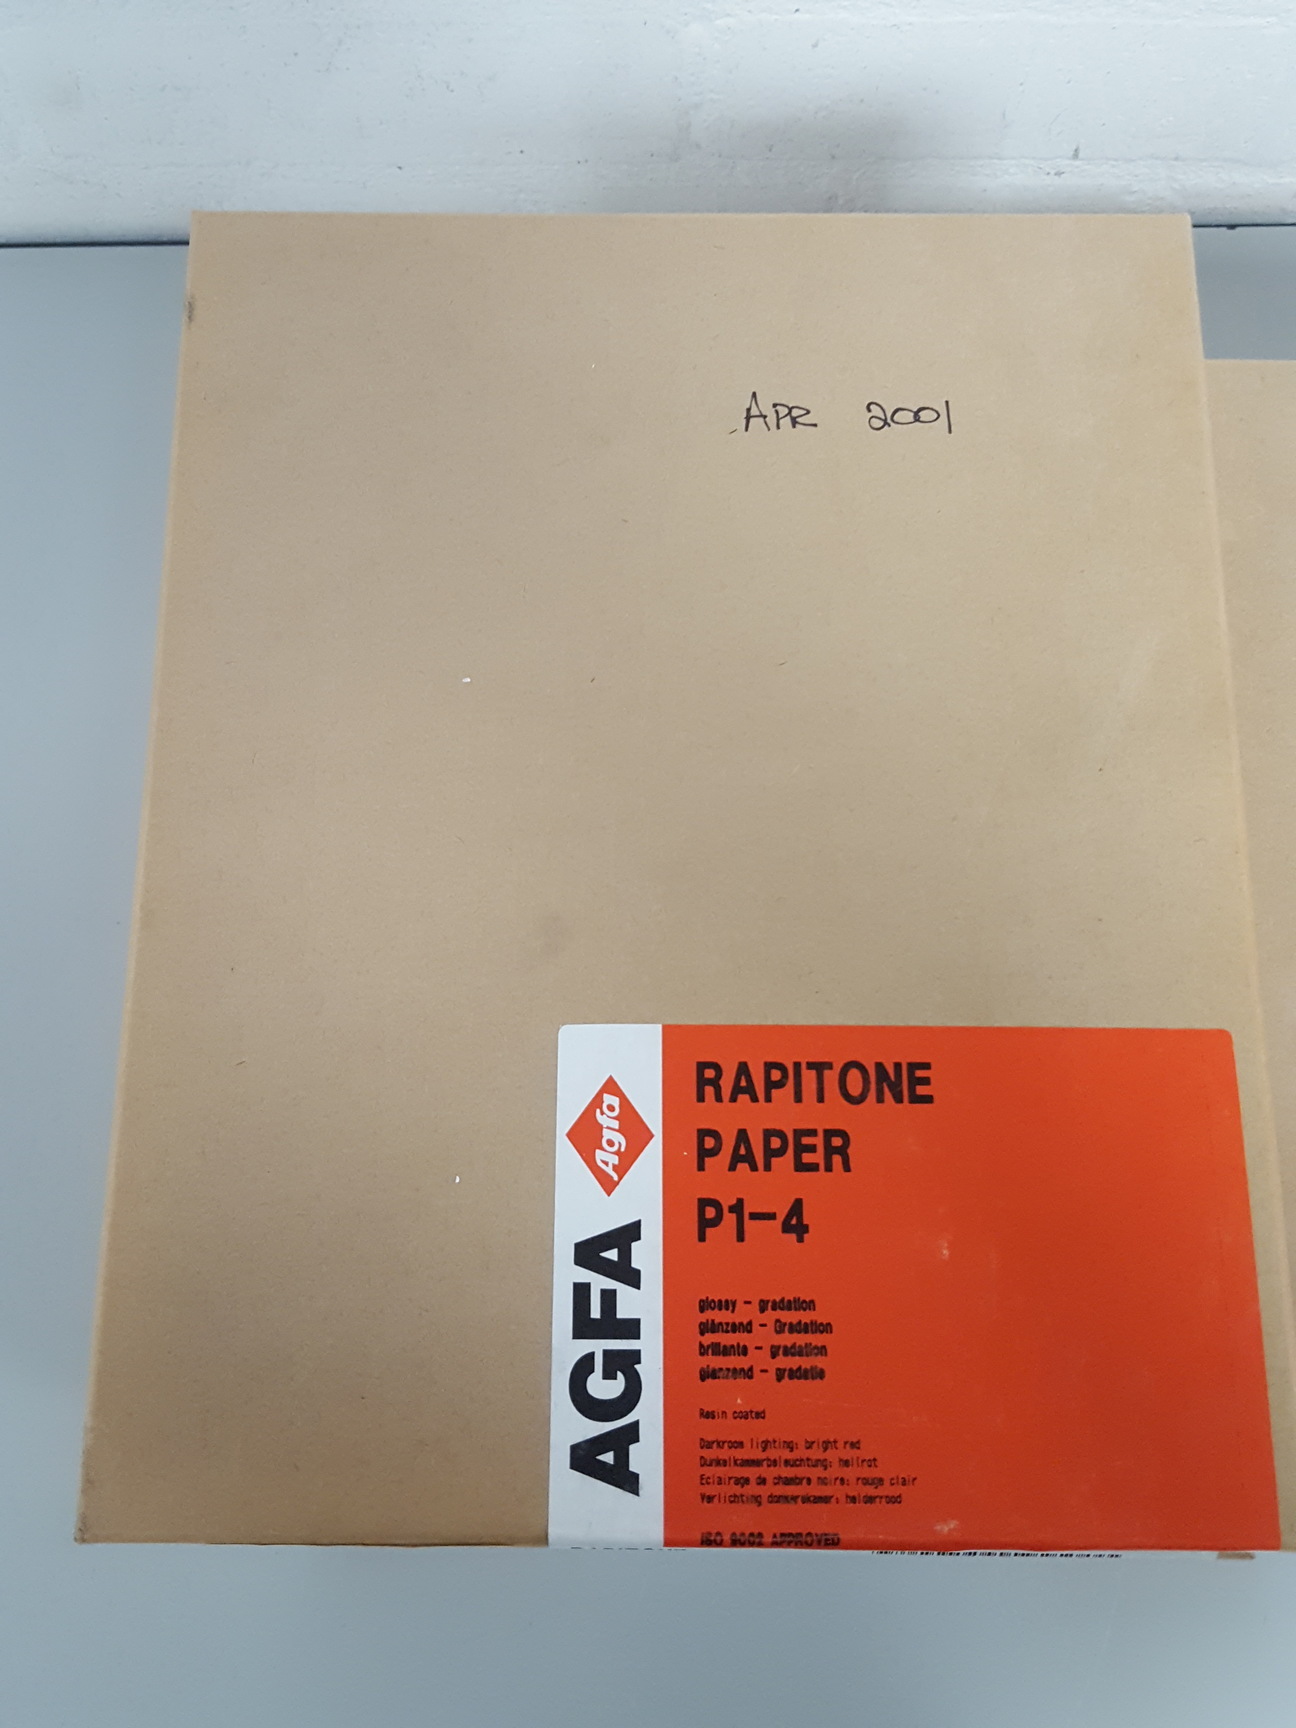 APR 2001
RAPITONE
PAPER
P1-4
glossy - gradation
glänzend - Gradation
brillante - gradation
glanzend - gradatie
Resin coated
Darkroom lighting: bright red
Dunkelkammerbeleuchtung: hellrot
Eclairage de chambre noire: rouge clair
Verlichting donkerekamer: helderrood
ISO 9002 APPROVED
Agfa
AGFA